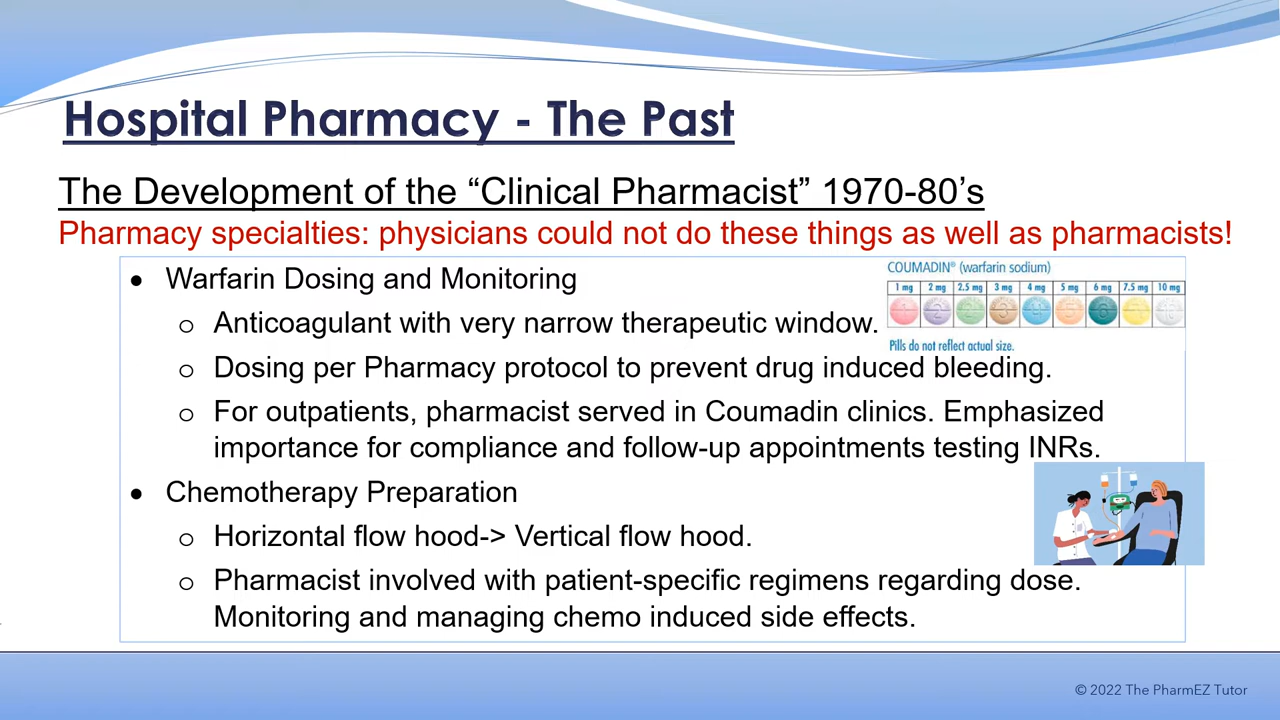 Hospital Pharmacy - The Past
The Development of the “Clinical Pharmacist” 1970-80’s
Pharmacy specialties: physicians could not do these things as well as pharmacists!
● Warfarin Dosing and Monitoring
COUMADIN® (warfarin sodium)
1 mg 2 mg 2.5 mg 3 mg 4 mg 5 mg 6 mg 7.5 mg 10 mg
Pills do not reflect actual size.
o Anticoagulant with very narrow therapeutic window.
o Dosing per Pharmacy protocol to prevent drug induced bleeding.
o For outpatients, pharmacist served in Coumadin clinics. Emphasized
importance for compliance and follow-up appointments testing INRs.
● Chemotherapy Preparation
o Horizontal flow hood-> Vertical flow hood.
o Pharmacist involved with patient-specific regimens regarding dose.
Monitoring and managing chemo induced side effects.
© 2022 The PharmEZ Tutor